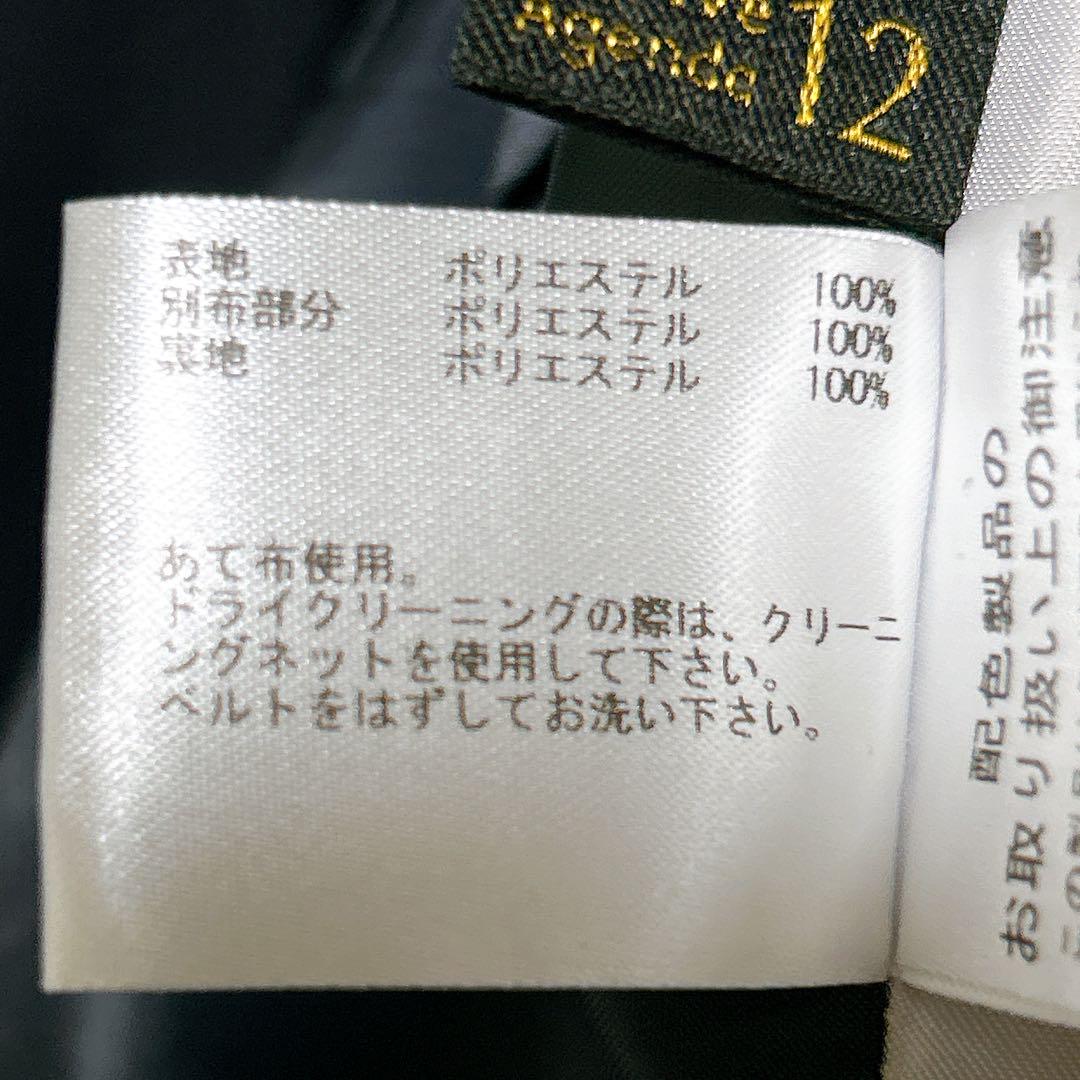 Agenda
12
表地 ポリエステル 100%
別布部分 ポリエステル 100%
裏地 ポリエステル 100%
あて布使用。
ドライクリーニングの際は、クリーニ
ングネットを使用して下さい。
ベルトをはずしてお洗い下さい。
配色製品の
お取り扱い上の御注意